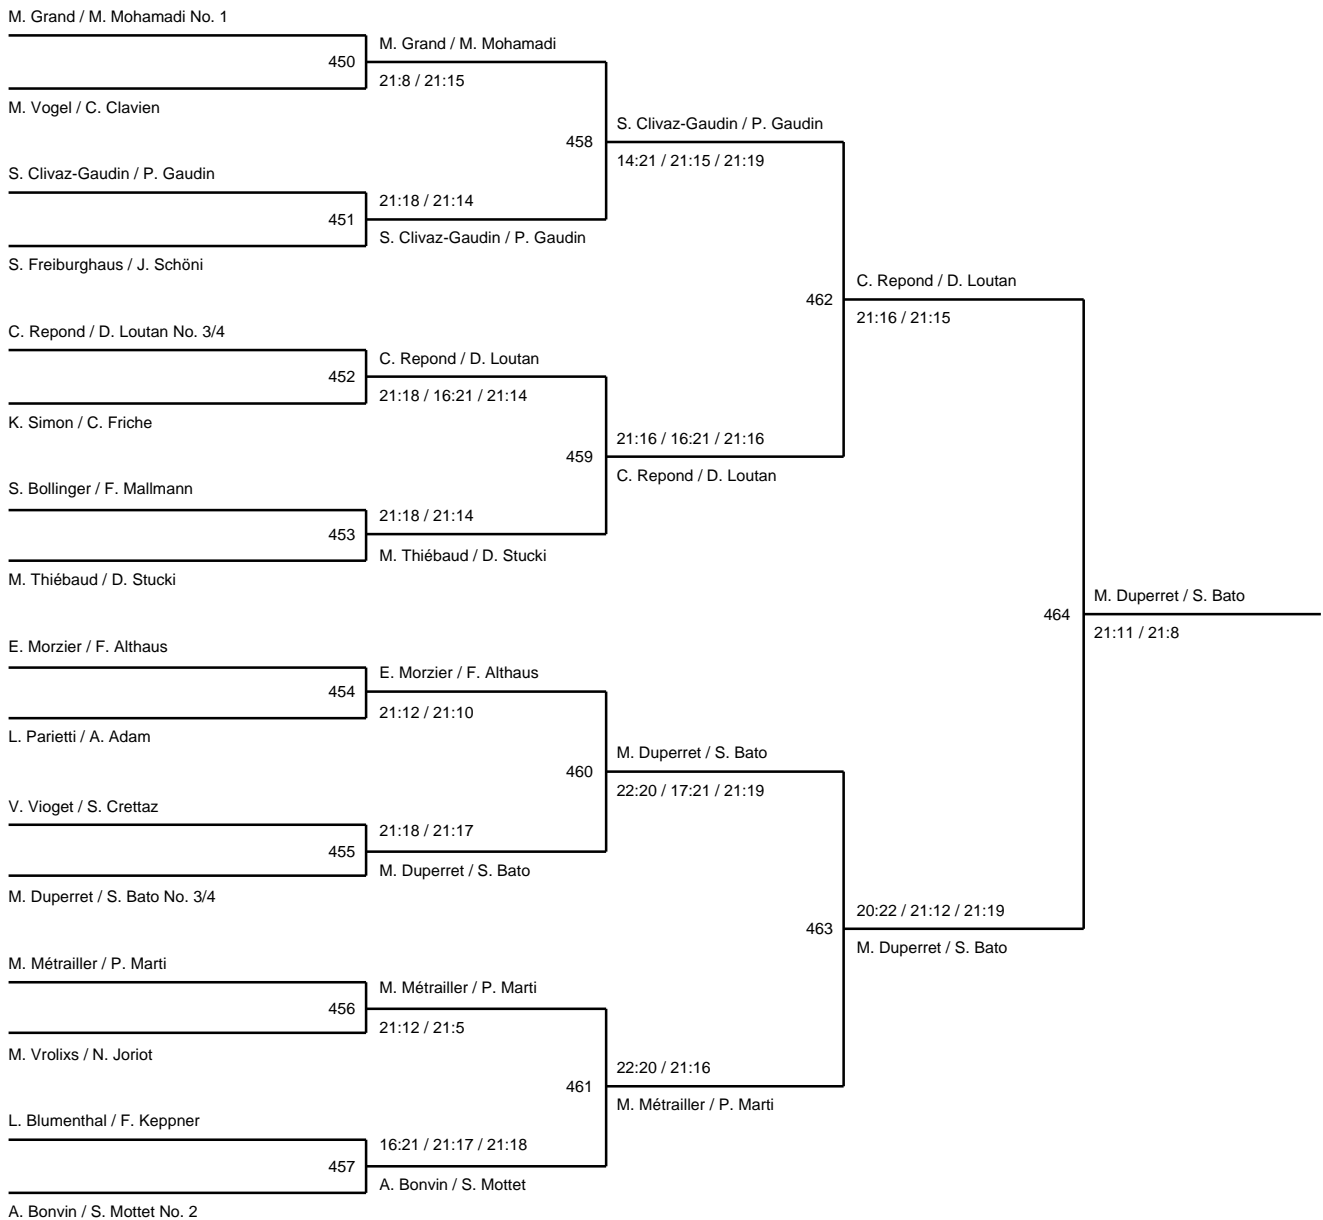 M. Grand / M. Mohamadi No. 1
M. Grand / M. Mohamadi
450
21:8 / 21:15
M. Vogel / C. Clavien
S. Clivaz-Gaudin / P. Gaudin
458
14:21 / 21:15 / 21:19
S. Clivaz-Gaudin / P. Gaudin
21:18 / 21:14
451
S. Clivaz-Gaudin / P. Gaudin
S. Freiburghaus / J. Schöni
C. Repond / D. Loutan
462
21:16 / 21:15
C. Repond / D. Loutan No. 3/4
C. Repond / D. Loutan
452
21:18 / 16:21 / 21:14
K. Simon / C. Friche
21:16 / 16:21 / 21:16
459
C. Repond / D. Loutan
S. Bollinger / F. Mallmann
21:18 / 21:14
453
M. Thiébaud / D. Stucki
M. Thiébaud / D. Stucki
M. Duperret / S. Bato
464
21:11 / 21:8
E. Morzier / F. Althaus
E. Morzier / F. Althaus
454
21:12 / 21:10
L. Parietti / A. Adam
M. Duperret / S. Bato
460
22:20 / 17:21 / 21:19
V. Vioget / S. Crettaz
21:18 / 21:17
455
M. Duperret / S. Bato
M. Duperret / S. Bato No. 3/4
20:22 / 21:12 / 21:19
463
M. Duperret / S. Bato
M. Métrailler / P. Marti
M. Métrailler / P. Marti
456
21:12 / 21:5
M. Vrolixs / N. Joriot
22:20 / 21:16
461
M. Métrailler / P. Marti
L. Blumenthal / F. Keppner
16:21 / 21:17 / 21:18
457
A. Bonvin / S. Mottet
A. Bonvin / S. Mottet No. 2